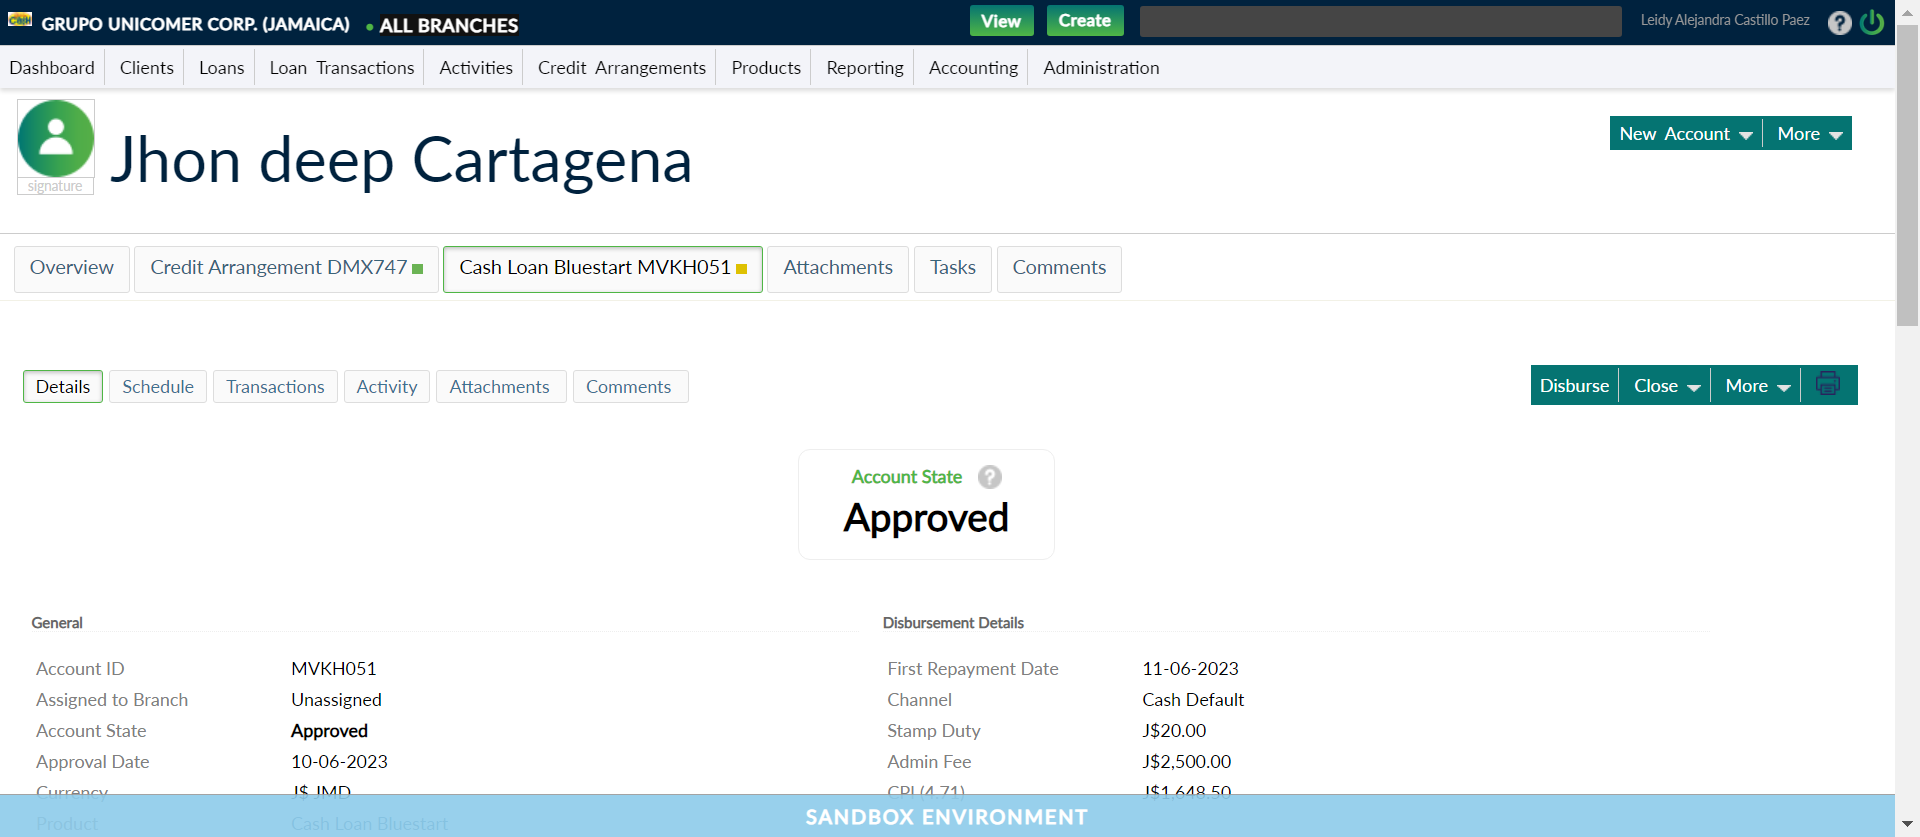 GRUPO UNICOMER CORP. (JAMAICA) ALL BRANCHES View Create Leidy Alejandra Castillo Paez
Dashboard Clients Loans Loan Transactions Activities Credit Arrangements Products Reporting Accounting Administration
signature
Jhon deep Cartagena
New Account More
Overview Credit Arrangement DMX747 Cash Loan Bluestart MVKH051 Attachments Tasks Comments
Details Schedule Transactions Activity Attachments Comments
Disburse Close More
Account State
Approved
General
Account ID MVKH051
Assigned to Branch Unassigned
Account State Approved
Approval Date 10-06-2023
Currency J$ JMD
Product Cash Loan Bluestart
Disbursement Details
First Repayment Date 11-06-2023
Channel Cash Default
Stamp Duty J$20.00
Admin Fee J$2,500.00
CPI (4.71) J$1,648.50
SANDBOX ENVIRONMENT